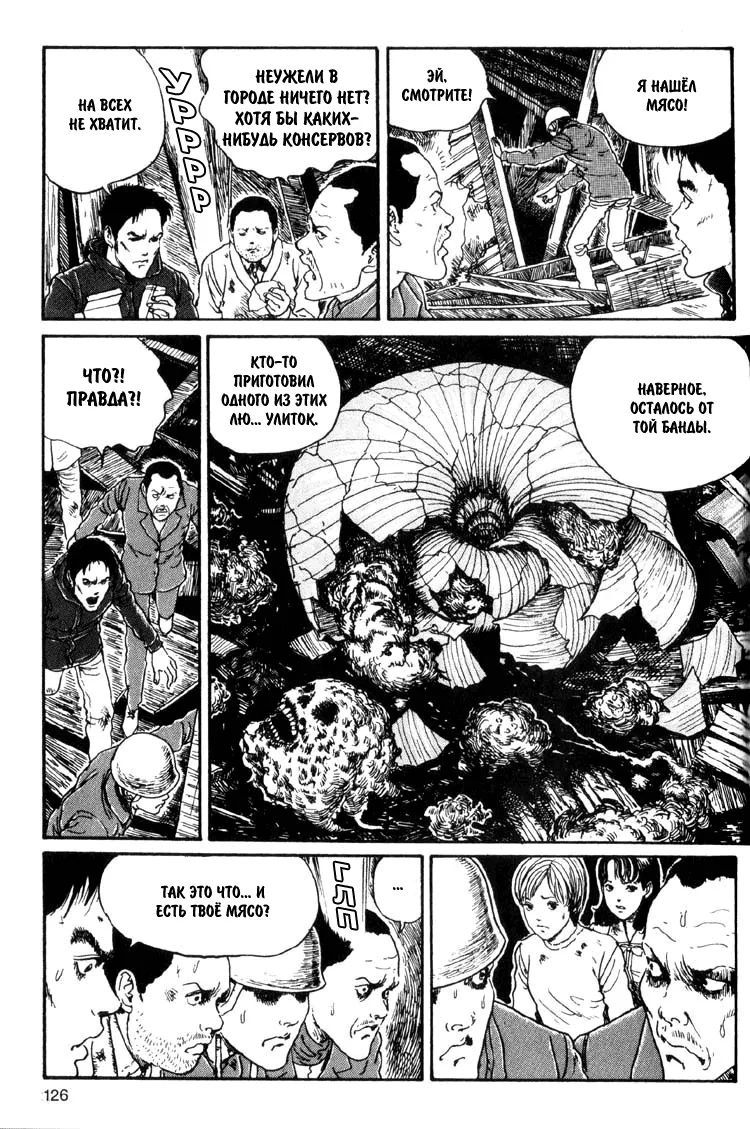 НА ВСЕХ
НЕ ХВАТИТ.
УРРРР
НЕУЖЕЛИ В
ГОРОДЕ НИЧЕГО НЕТ?
ХОТЯ БЫ КАКИХ-
НИБУДЬ КОНСЕРВОВ?
ЭЙ,
СМОТРИТЕ!
Я НАШЁЛ
МЯСО!
ЧТО?!
ПРАВДА?!
КТО-ТО
ПРИГОТОВИЛ
ОДНОГО ИЗ ЭТИХ
ЛЮ... УЛИТОК.
НАВЕРНОЕ,
ОСТАЛОСЬ ОТ
ТОЙ БАНДЫ.
ТАК ЭТО ЧТО... И
ЕСТЬ ТВОЁ МЯСО?
ГЛП
...
126